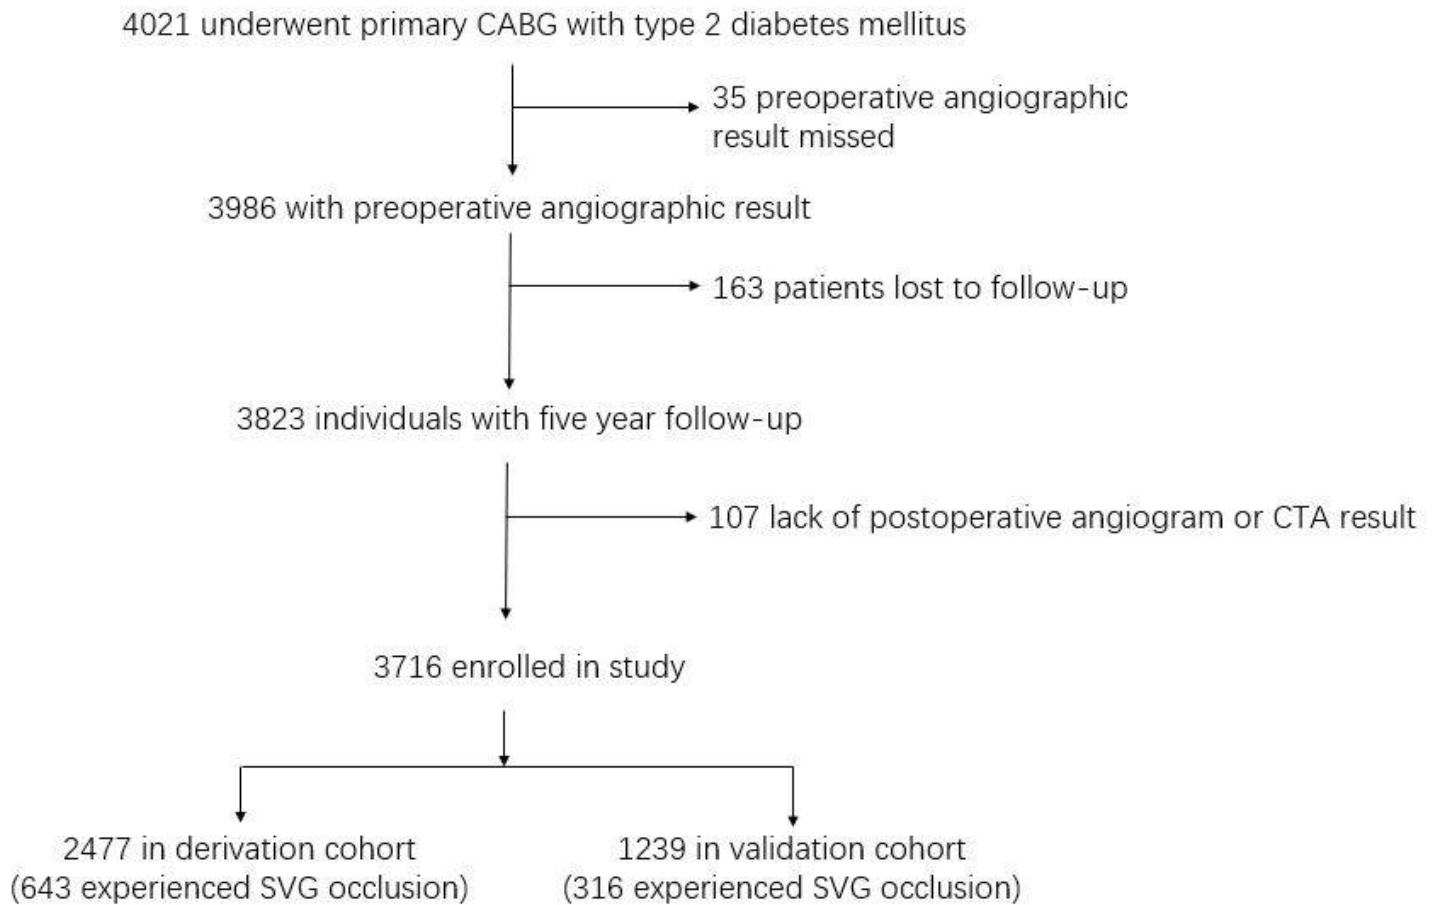 4021 underwent primary CABG with type 2 diabetes mellitus
35 preoperative angiographic
result missed
3986 with preoperative angiographic result
163 patients lost to follow-up
3823 individuals with five year follow-up
107 lack of postoperative angiogram or CTA result
3716 enrolled in study
2477 in derivation cohort
(643 experienced SVG occlusion)
1239 in validation cohort
(316 experienced SVG occlusion)